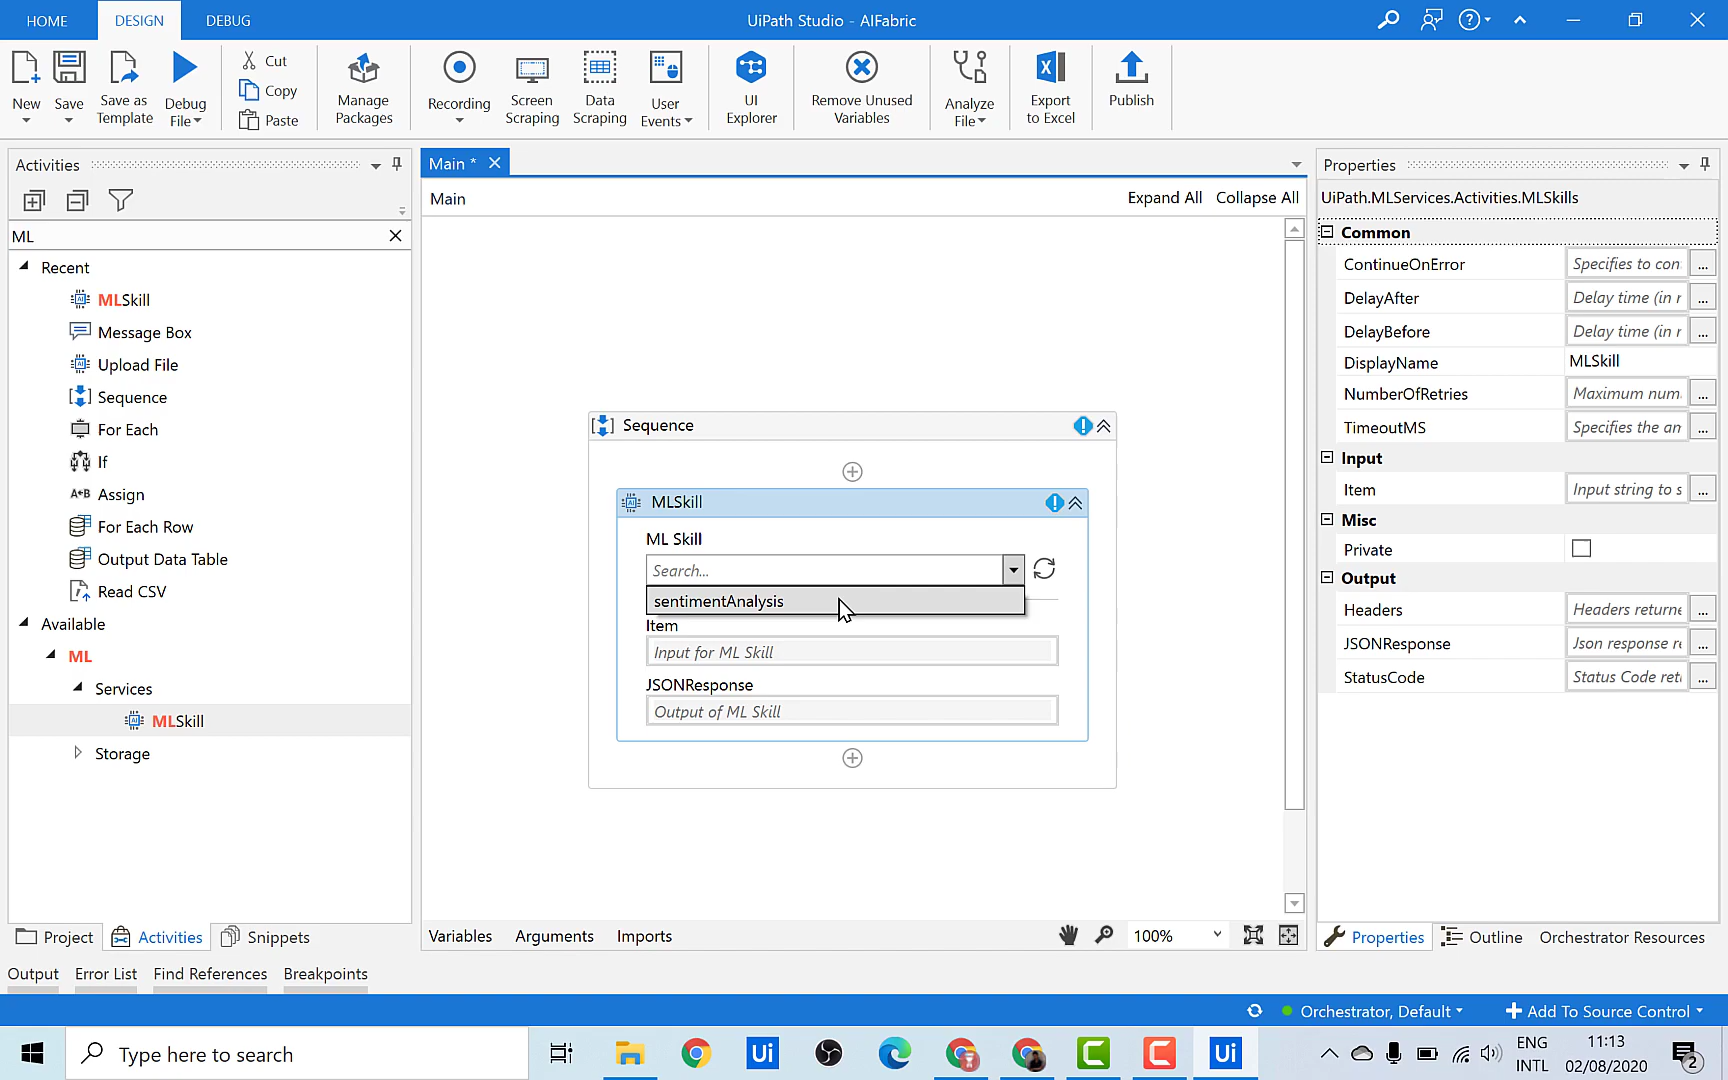 HOME
DESIGN
DEBUG
UiPath Studio - AIFabric
New
Save
Save as
Template
Debug
File
Cut
Copy
Paste
Manage
Packages
Recording
Screen
Scraping
Data
Scraping
User
Events
UI
Explorer
Remove Unused
Variables
Analyze
File
Export
to Excel
Publish
Activities
ML
Recent
MLSkill
Message Box
Upload File
Sequence
For Each
If
A+B Assign
For Each Row
Output Data Table
Read CSV
Available
ML
Services
MLSkill
Storage
Project
Activities
Snippets
Main *
Main
Expand All
Collapse All
Sequence
MLSkill
ML Skill
Search...
sentimentAnalysis
Item
Input for ML Skill
JSONResponse
Output of ML Skill
Variables
Arguments
Imports
100%
Properties
UiPath.MLServices.Activities.MLSkills
Common
ContinueOnError Specifies to con ...
DelayAfter Delay time (in r ...
DelayBefore Delay time (in r ...
DisplayName MLSkill
NumberOfRetries Maximum num ...
TimeoutMS Specifies the an ...
Input
Item Input string to s ...
Misc
Private
Output
Headers Headers returne ...
JSONResponse Json response re ...
StatusCode Status Code ret ...
Properties
Outline
Orchestrator Resources
Output
Error List
Find References
Breakpoints
Orchestrator, Default
Add To Source Control
Type here to search
Ui
Ui
ENG
INTL
11:13
02/08/2020
2